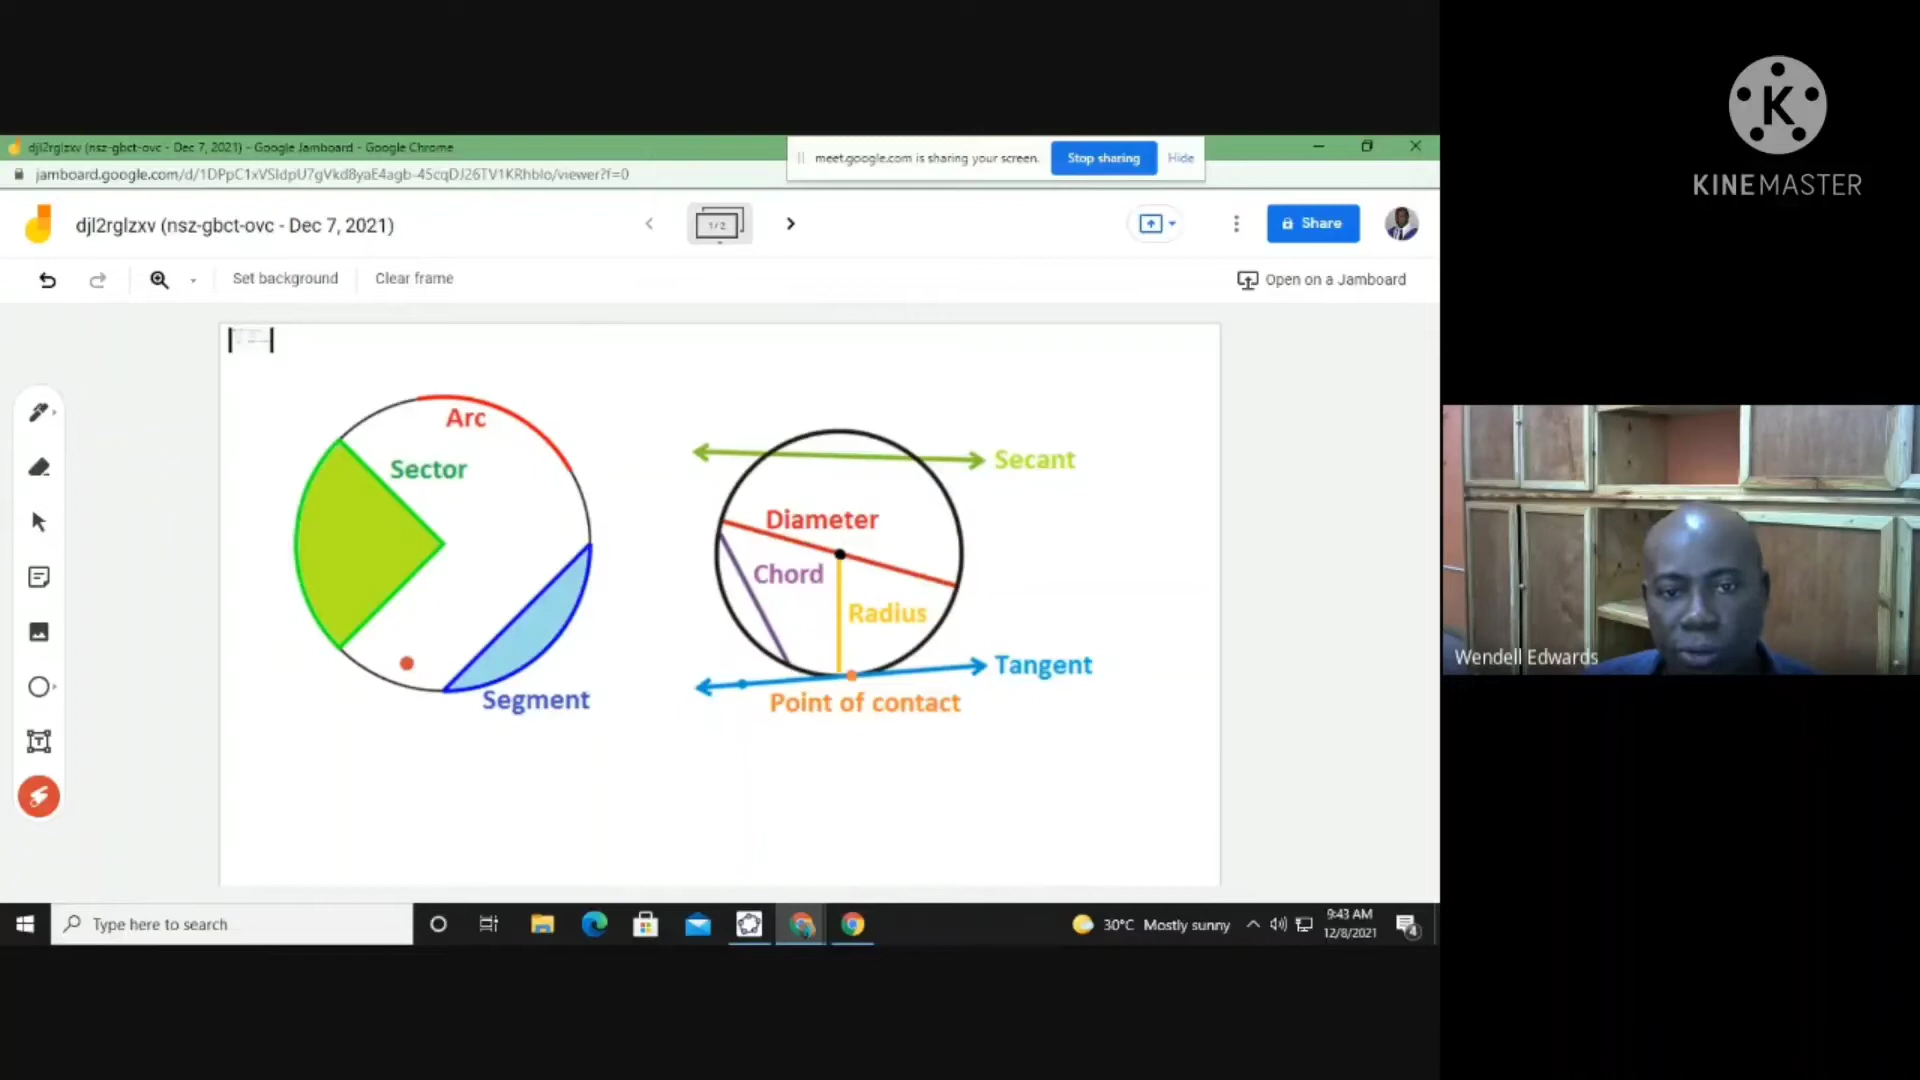 djl2rglzxv (nsz-gbct-ovc - Dec 7, 2021) - Google Jamboard - Google Chrome
meet.google.com is sharing your screen.
Stop sharing
Hide
jamboard.google.com/d/1DPpC1xVSldpU7gVkd8yaE4agb-45cqDJ26TV1KRhblo/viewer?f=0
K
KINEMASTER
djl2rglzxv (nsz-gbct-ovc - Dec 7, 2021)
1/2
Share
Set background
Clear frame
Open on a Jamboard
Arc
Sector
Segment
Secant
Diameter
Chord
Radius
Tangent
Point of contact
Wendell Edwards
Type here to search
30°C Mostly sunny
9:43 AM
12/8/2021
4